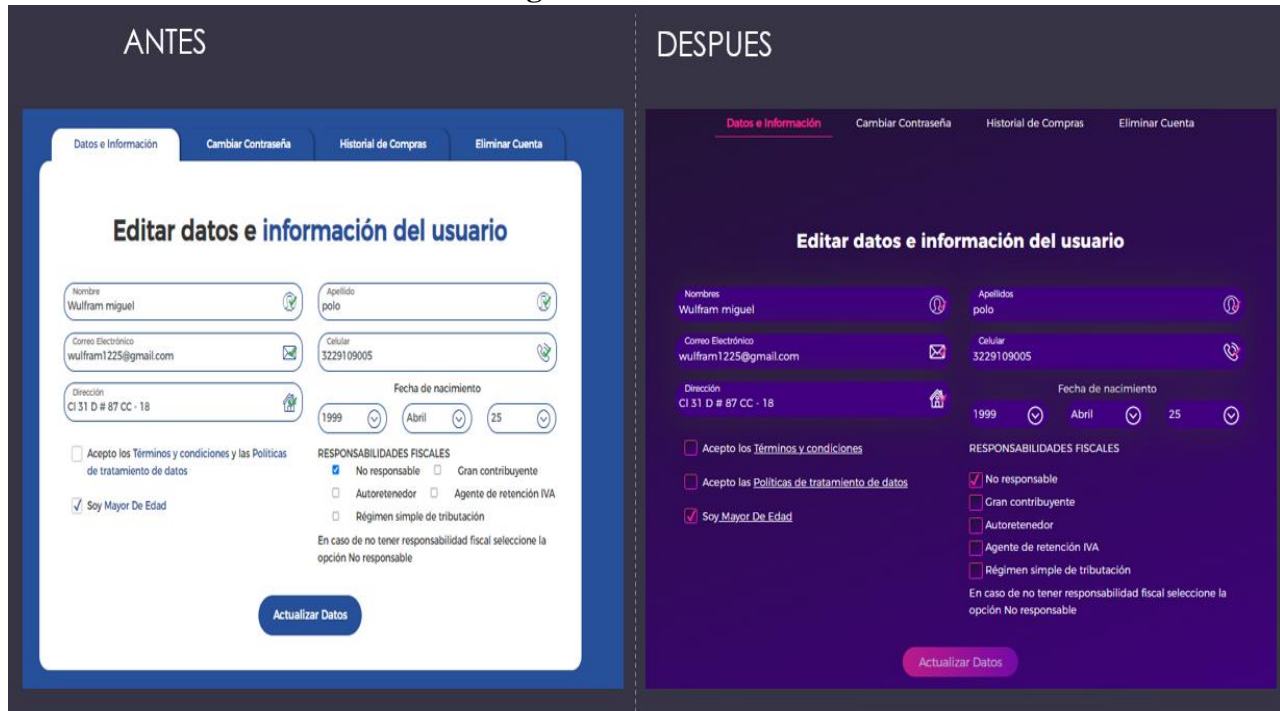 ANTES
Datos e Información Cambiar Contraseña Historial de Compras Eliminar Cuenta
Editar datos e información del usuario
Nombre Apellido
Wulfram miguel polo
Correo Electrónico Celular
wulfram1225@gmail.com 3229109005
Dirección Fecha de nacimiento
Cl 31 D # 87 CC - 18 1999 Abril 25
Acepto los Términos y condiciones y las Políticas
de tratamiento de datos
Soy Mayor De Edad
RESPONSABILIDADES FISCALES
No responsable Gran contribuyente
Autoretenedor Agente de retención IVA
Régimen simple de tributación
En caso de no tener responsabilidad fiscal seleccione la
opción No responsable
Actualizar Datos
DESPUES
Datos e Información Cambiar Contraseña Historial de Compras Eliminar Cuenta
Editar datos e información del usuario
Nombres Apellidos
Wulfram miguel polo
Correo Electrónico Celular
wulfram1225@gmail.com 3229109005
Dirección Fecha de nacimiento
Cl 31 D # 87 CC - 18 1999 Abril 25
Acepto los Términos y condiciones
Acepto las Políticas de tratamiento de datos
Soy Mayor De Edad
RESPONSABILIDADES FISCALES
No responsable
Gran contribuyente
Autoretenedor
Agente de retención IVA
Régimen simple de tributación
En caso de no tener responsabilidad fiscal seleccione la
opción No responsable
Actualizar Datos